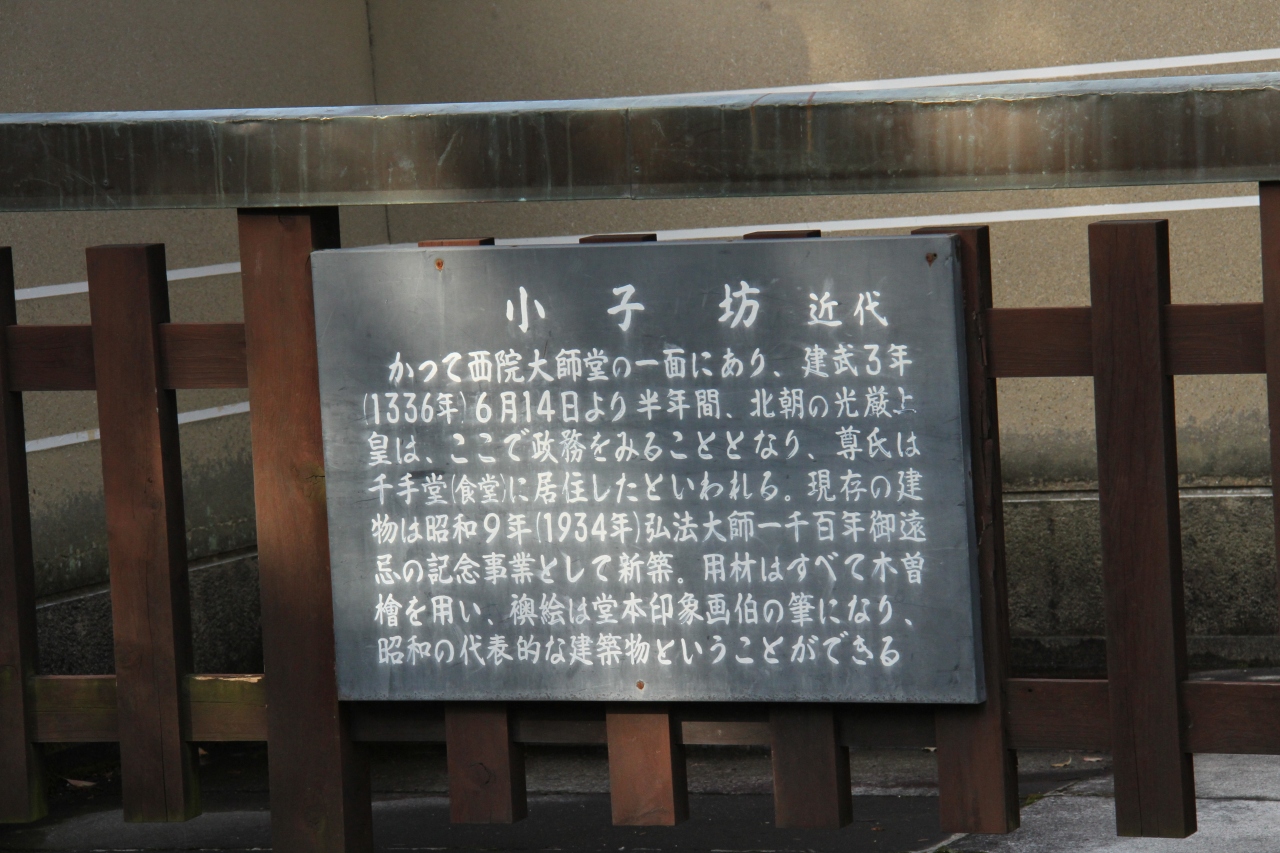 小子坊 近代
かつて西院大師堂の一面にあり、建武3年
(1336年)6月14日より半年間、北朝の光厳上
皇は、ここで政務をみることとなり、尊氏は
千手堂(食堂)に居住したといわれる。現存の建
物は昭和9年(1934年)弘法大師一千百年御遠
忌の記念事業として新築。用材はすべて木曽
檜を用い、襖絵は堂本印象画伯の筆になり、
昭和の代表的な建築物ということができる